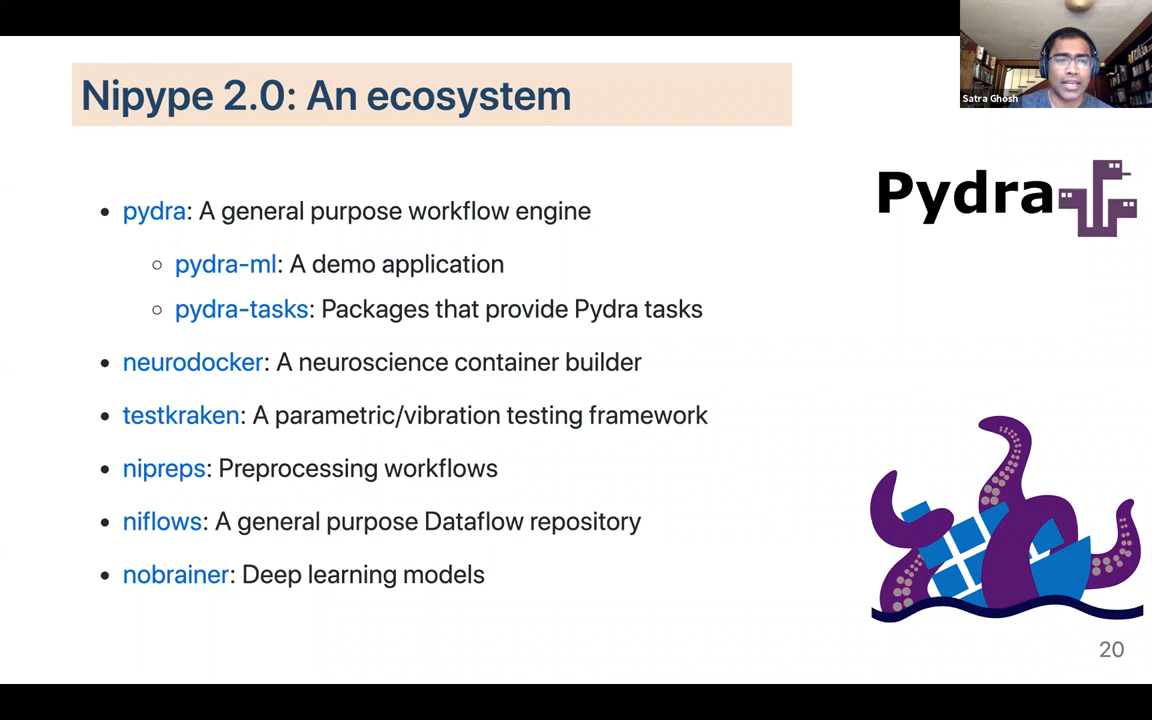 Nipype 2.0: An ecosystem
Satra Ghosh
Pydra
• pydra: A general purpose workflow engine
○ pydra-ml: A demo application
○ pydra-tasks: Packages that provide Pydra tasks
• neurodocker: A neuroscience container builder
• testkraken: A parametric/vibration testing framework
• nipreps: Preprocessing workflows
• niflows: A general purpose Dataflow repository
• nobrainer: Deep learning models
20